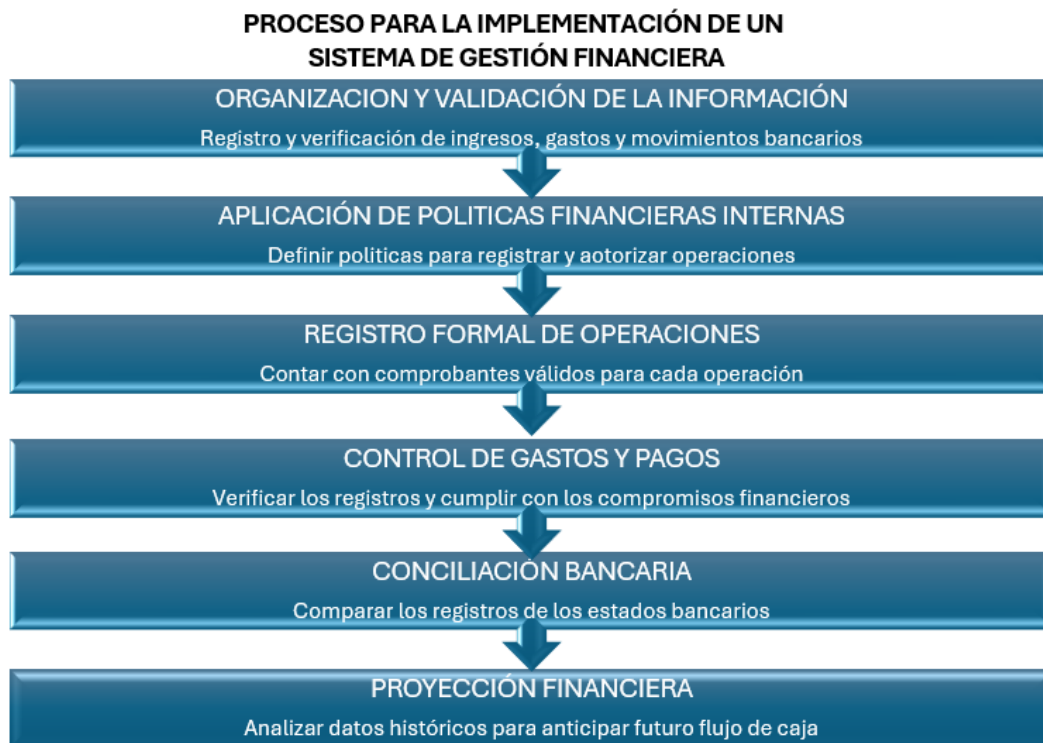 PROCESO PARA LA IMPLEMENTACIÓN DE UN
SISTEMA DE GESTIÓN FINANCIERA
ORGANIZACION Y VALIDACIÓN DE LA INFORMACIÓN
Registro y verificación de ingresos, gastos y movimientos bancarios
APLICACIÓN DE POLITICAS FINANCIERAS INTERNAS
Definir politicas para registrar y aotorizar operaciones
REGISTRO FORMAL DE OPERACIONES
Contar con comprobantes válidos para cada operación
CONTROL DE GASTOS Y PAGOS
Verificar los registros y cumplir con los compromisos financieros
CONCILIACIÓN BANCARIA
Comparar los registros de los estados bancarios
PROYECCIÓN FINANCIERA
Analizar datos históricos para anticipar futuro flujo de caja